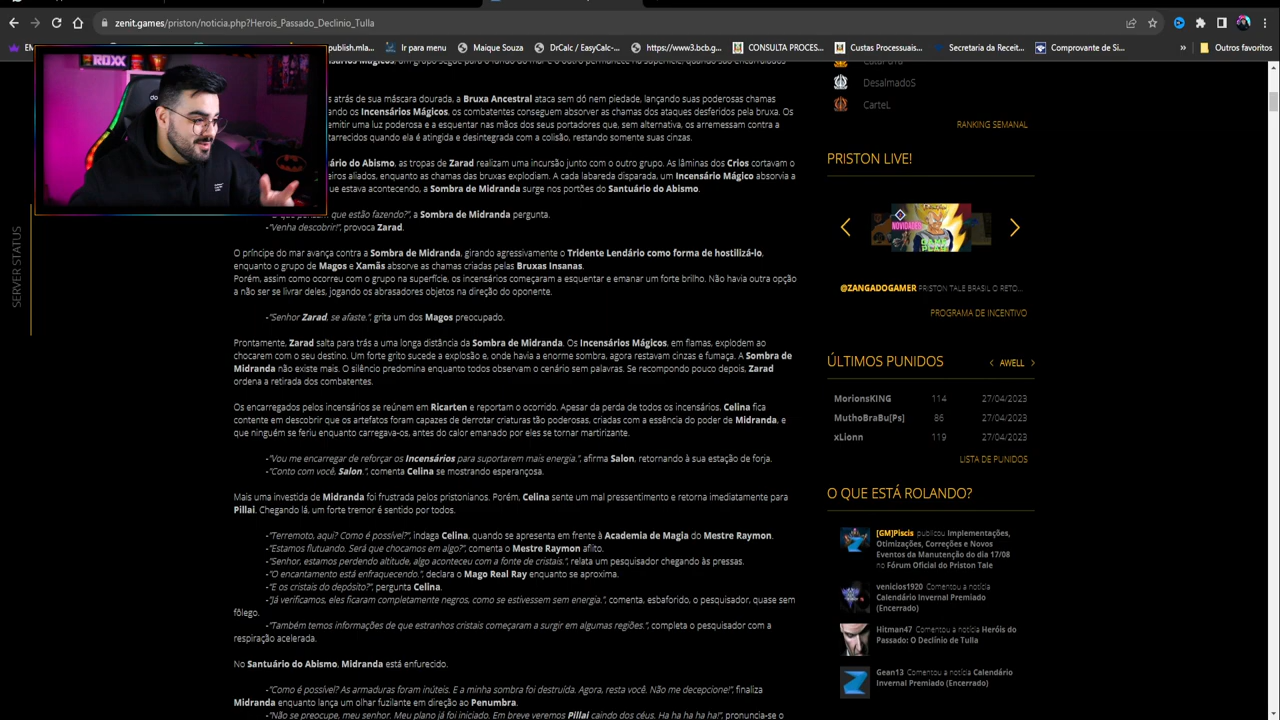 zenit.games/priston/noticia.php?Herois_Passado_Declinio_Tulla
publish.mla...
Ir para menu
Maique Souza
DrCalc / EasyCalc-...
https://www3.bcg.b...
CONSULTA PROCES...
Custas Processuais...
Secretaria da Receit...
Comprovante de Si...
»
Outros favoritos
ROXX
SERVER STATUS
s atrás de sua máscara dourada, a Bruxa Ancestral ataca sem dó nem piedade, lançando suas poderosas chamas
ando os Incensários Mágicos, os combatentes conseguem absorver as chamas dos ataques desferidos pela bruxa. Os
emitir uma luz poderosa e a esquentar nas mãos dos seus portadores que, sem alternativa, os arremessam contra a
tarrecidos quando ela é atingida e desintegrada com a colisão, restando somente suas cinzas.
ário do Abismo, as tropas de Zarad realizam uma incursão junto com o outro grupo. As lâminas dos Crios cortavam o
eiros aliados, enquanto as chamas das bruxas explodiam. A cada labareda disparada, um Incensário Mágico absorvia a
que estava acontecendo, a Sombra de Midranda surge nos portões do Santuário do Abismo.
que estão fazendo?", a Sombra de Midranda pergunta.
-"Venha descobrir!", provoca Zarad.
O príncipe do mar avança contra a Sombra de Midranda, girando agressivamente o Tridente Lendário como forma de hostilizá-lo,
enquanto o grupo de Magos e Xamãs absorve as chamas criadas pelas Bruxas Insanas.
Porém, assim como ocorreu com o grupo na superfície, os incensários começaram a esquentar e emanar um forte brilho. Não havia outra opção
a não ser se livrar deles, jogando os abrasadores objetos na direção do oponente.
-"Senhor Zarad, se afaste.", grita um dos Magos preocupado.
Prontamente, Zarad salta para trás a uma longa distância da Sombra de Midranda. Os Incensários Mágicos, em flamas, explodem ao
chocarem com o seu destino. Um forte grito sucede a explosão e, onde havia a enorme sombra, agora restavam cinzas e fumaça. A Sombra de
Midranda não existe mais. O silêncio predomina enquanto todos observam o cenário sem palavras. Se recompondo pouco depois, Zarad
ordena a retirada dos combatentes.
Os encarregados pelos incensários se reúnem em Ricarten e reportam o ocorrido. Apesar da perda de todos os incensários, Celina fica
contente em descobrir que os artefatos foram capazes de derrotar criaturas tão poderosas, criadas com a essência do poder de Midranda, e
que ninguém se feriu enquanto carregava-os, antes do calor emanado por eles se tornar martirizante.
-"Vou me encarregar de reforçar os Incensários para suportarem mais energia.", afirma Salon, retornando à sua estação de forja.
-"Conto com você, Salon.", comenta Celina se mostrando esperançosa.
Mais uma investida de Midranda foi frustrada pelos pristonianos. Porém, Celina sente um mal pressentimento e retorna imediatamente para
Pillai. Chegando lá, um forte tremor é sentido por todos.
-"Terremoto, aqui? Como é possível?", indaga Celina, quando se apresenta em frente à Academia de Magia do Mestre Raymon.
-"Estamos flutuando. Será que chocamos em algo?", comenta o Mestre Raymon aflito.
-"Senhor, estamos perdendo altitude, algo aconteceu com a fonte de cristais.", relata um pesquisador chegando às pressas.
-"O encantamento está enfraquecendo.", declara o Mago Real Ray enquanto se aproxima.
-"E os cristais do depósito?", pergunta Celina.
-"Já verificamos, eles ficaram completamente negros, como se estivessem sem energia.", comenta, esbaforido, o pesquisador, quase sem
fôlego.
-"Também temos informações de que estranhos cristais começaram a surgir em algumas regiões.", completa o pesquisador com a
respiração acelerada.
No Santuário do Abismo, Midranda está enfurecido.
-"Como é possível? As armaduras foram inúteis. E a minha sombra foi destruída. Agora, resta você. Não me decepcione!", finaliza
Midranda enquanto lança um olhar fuzilante em direção ao Penumbra.
-"Não se preocupe, meu senhor. Meu plano já foi iniciado. Em breve veremos Pillai caindo dos céus. Ha ha ha ha ha!", pronuncia-se o
DesalmadoS
CarteL
RANKING SEMANAL
PRISTON LIVE!
NOVIDADES
@ZANGADOGAMER PRISTON TALE BRASIL O RETO...
PROGRAMA DE INCENTIVO
ÚLTIMOS PUNIDOS
AWELL
MorionsKING 114 27/04/2023
MuthoBraBu[Ps] 86 27/04/2023
xLionn 119 27/04/2023
LISTA DE PUNIDOS
O QUE ESTÁ ROLANDO?
[GM]Piscis publicou Implementações,
Otimizações, Correções e Novos
Eventos da Manutenção do dia 17/08
no Fórum Oficial do Priston Tale
venicios1920 Comentou a notícia
Calendário Invernal Premiado
(Encerrado)
Hitman47 Comentou a notícia Heróis do
Passado: O Declínio de Tulla
Gean13 Comentou a notícia Calendário
Invernal Premiado (Encerrado)